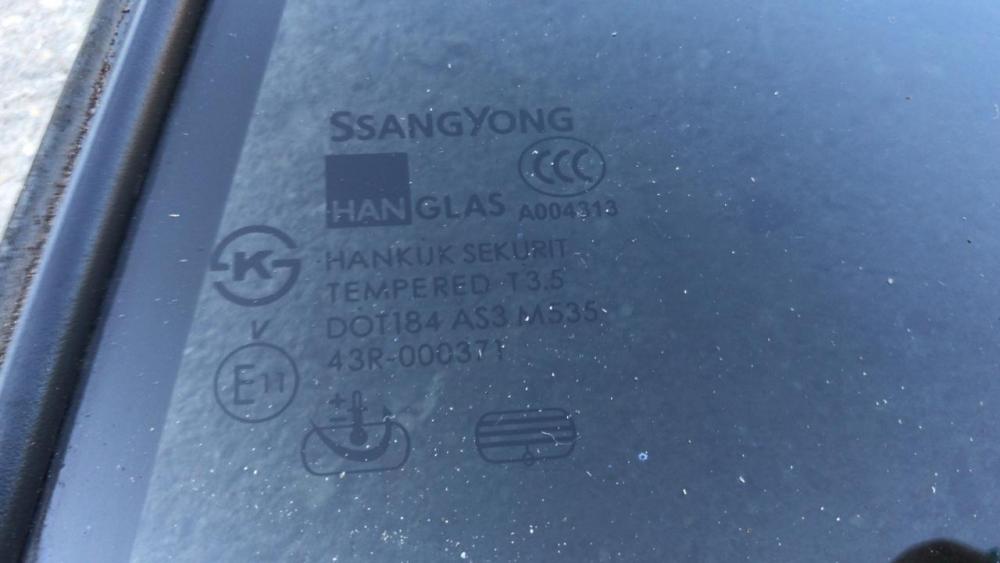 SSANGYONG
CCC
HANGLAS
A004313
K
HANKUK SEKURIT
TEMPERED T3.5
V
DOT184 AS3 M535
43R-000371
E11